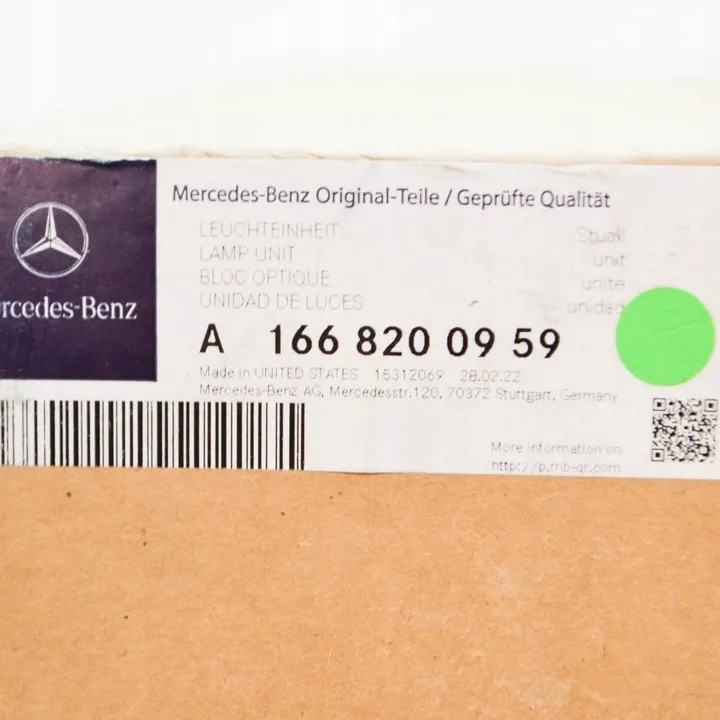 Mercedes-Benz Original-Teile / Geprüfte Qualität
LEUCHTEINHEIT Stueck
LAMP UNIT unit
BLOC OPTIQUE unite
UNIDAD DE LUCES unidad
rcedes-Benz
A 166 820 09 59
Made in UNITED STATES 15312069 28.02.22
Mercedes-Benz AG, Mercedesstr.120, 70372 Stuttgart, Germany
More information on
http://p.mb-qr.com